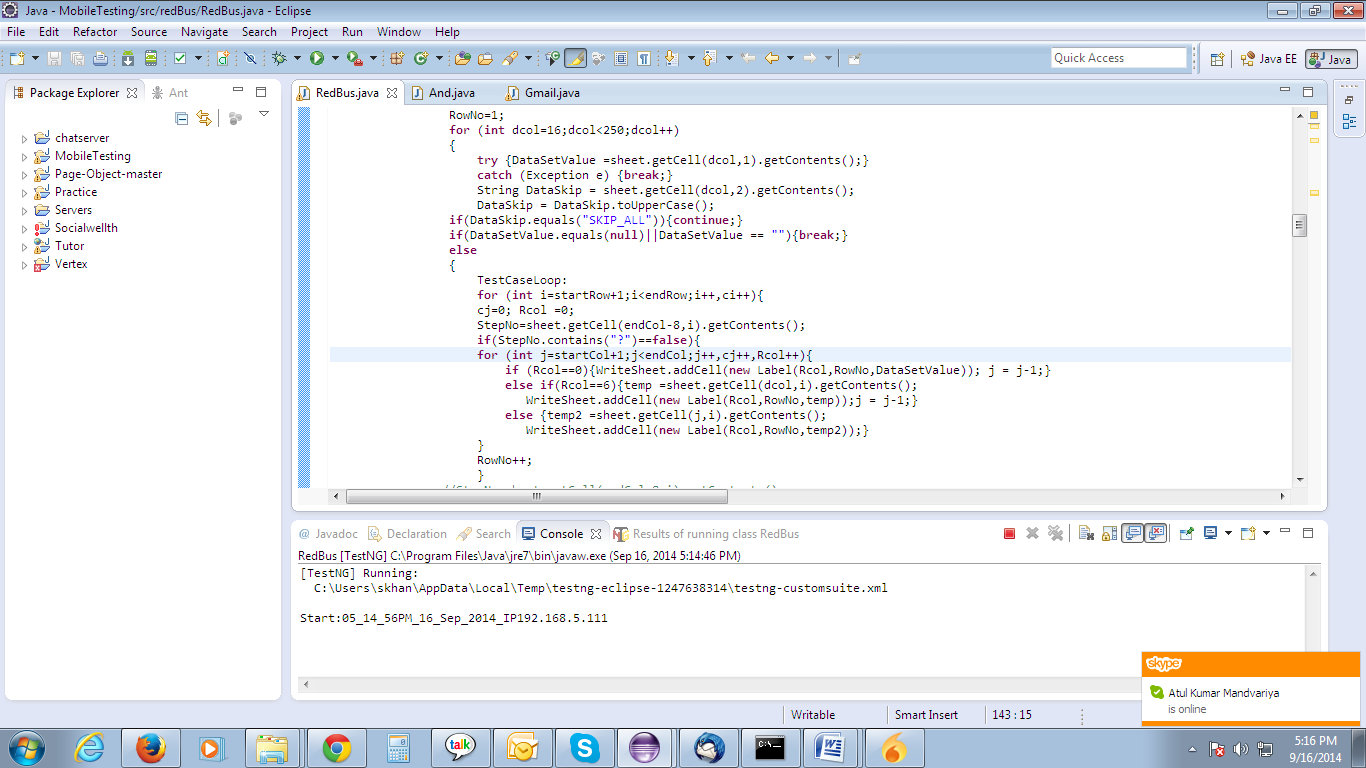 Java - MobileTesting/src/redBus/RedBus.java - Eclipse
File Edit Refactor Source Navigate Search Project Run Window Help
Quick Access
Java EE
Java
Package Explorer
Ant
chatserver
MobileTesting
Page-Object-master
Practice
Servers
Socialwellth
Tutor
Vertex
RedBus.java
And.java
Gmail.java
RowNo=1;
for (int dcol=16;dcol<250;dcol++)
{
try {DataSetValue =sheet.getCell(dcol,1).getContents();}
catch (Exception e) {break;}
String DataSkip = sheet.getCell(dcol,2).getContents();
DataSkip = DataSkip.toUpperCase();
if(DataSkip.equals("SKIP_ALL")){continue;}
if(DataSetValue.equals(null)||DataSetValue == ""){break;}
else
{
TestCaseLoop:
for (int i=startRow+1;i<endRow;i++,ci++){
cj=0; Rcol =0;
StepNo=sheet.getCell(endCol-8,i).getContents();
if(StepNo.contains("?")==false){
for (int j=startCol+1;j<endCol;j++,cj++,Rcol++){
if (Rcol==0){WriteSheet.addCell(new Label(Rcol,RowNo,DataSetValue)); j = j-1;}
else if(Rcol==6){temp =sheet.getCell(dcol,i).getContents();
WriteSheet.addCell(new Label(Rcol,RowNo,temp));j = j-1;}
else {temp2 =sheet.getCell(j,i).getContents();
WriteSheet.addCell(new Label(Rcol,RowNo,temp2));}
}
RowNo++;
}
@ Javadoc
Declaration
Search
Console
Results of running class RedBus
RedBus [TestNG] C:\Program Files\Java\jre7\bin\javaw.exe (Sep 16, 2014 5:14:46 PM)
[TestNG] Running:
C:\Users\skhan\AppData\Local\Temp\testng-eclipse-1247638314\testng-customsuite.xml
Start:05_14_56PM_16_Sep_2014_IP192.168.5.111
skype
Atul Kumar Mandvariya
is online
Writable
Smart Insert
143 : 15
talk
5:16 PM
9/16/2014